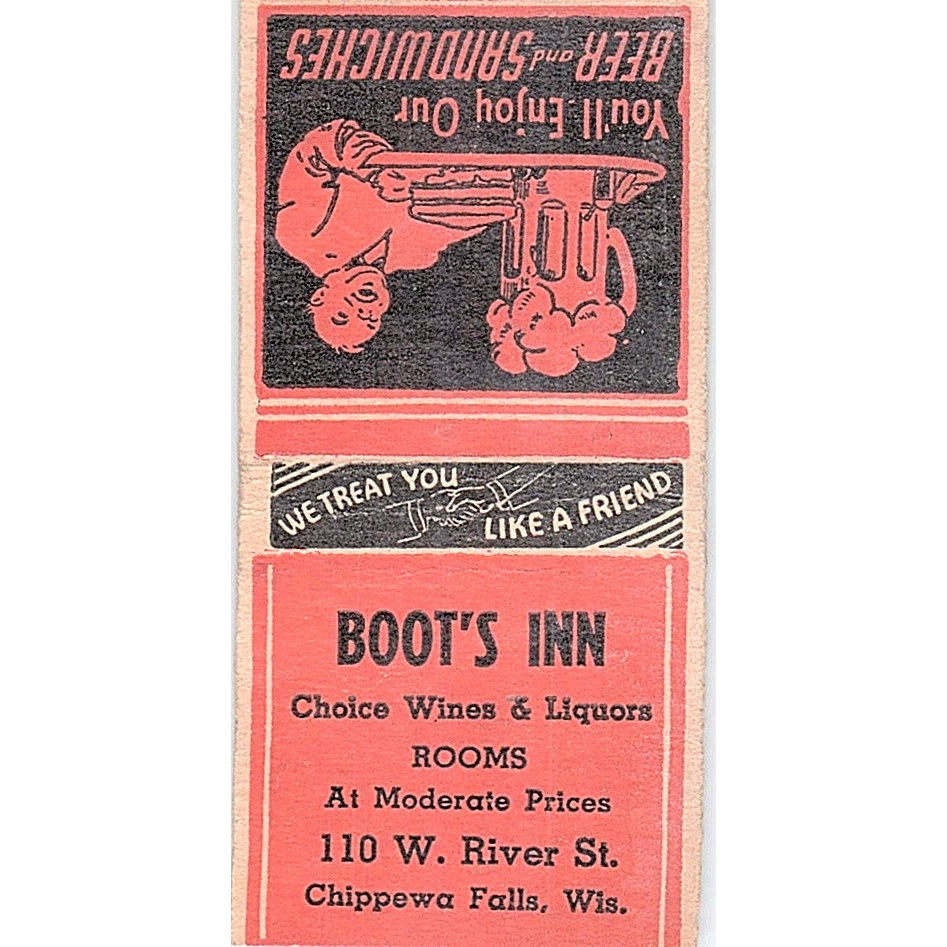 You'll Enjoy Our
BEER and SANDWICHES
WE TREAT YOU
LIKE A FRIEND
BOOT'S INN
Choice Wines & Liquors
ROOMS
At Moderate Prices
110 W. River St.
Chippewa Falls, Wis.